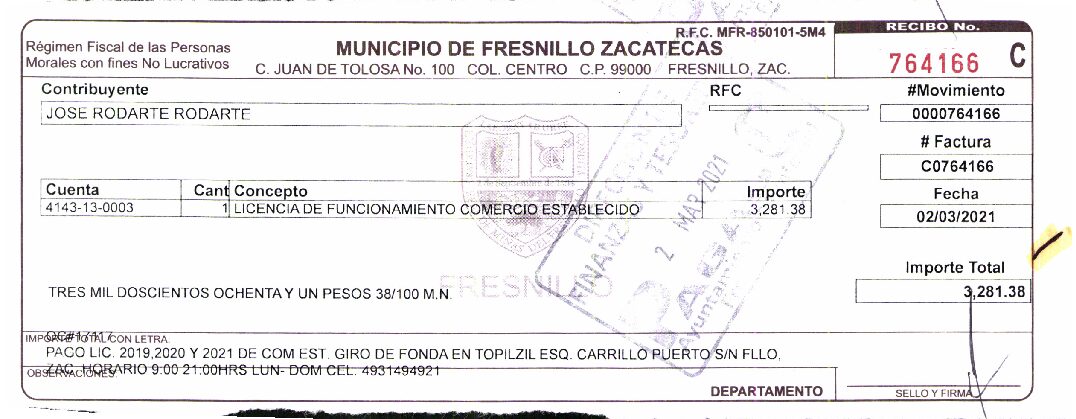 R.F.C. MFR-850101-5M4
RECIBO No.
Régimen Fiscal de las Personas
Morales con fines No Lucrativos
MUNICIPIO DE FRESNILLO ZACATECAS
C. JUAN DE TOLOSA No. 100 COL. CENTRO C.P. 99000 FRESNILLO, ZAC.
764166 C
Contribuyente
RFC
#Movimiento
JOSE RODARTE RODARTE
0000764166
# Factura
C0764166
Cuenta Cant Concepto Importe
Fecha
4143-13-0003 1 LICENCIA DE FUNCIONAMIENTO COMERCIO ESTABLECIDO 3,281.38
02/03/2021
2 MAR 2021
FINANZAS Y
PAGADO
FRESNILLO
Importe Total
3,281.38
TRES MIL DOSCIENTOS OCHENTA Y UN PESOS 38/100 M.N.
IMPORTE TOTAL CON LETRA:
PACO LIC. 2019,2020 Y 2021 DE COM EST. GIRO DE FONDA EN TOPILZIL ESQ. CARRILLO PUERTO S/N FLLO,
ZAC. HORARIO 9:00 21:00HRS LUN- DOM CEL. 4931494921
OBSERVACIONES:
DEPARTAMENTO
SELLO Y FIRMA